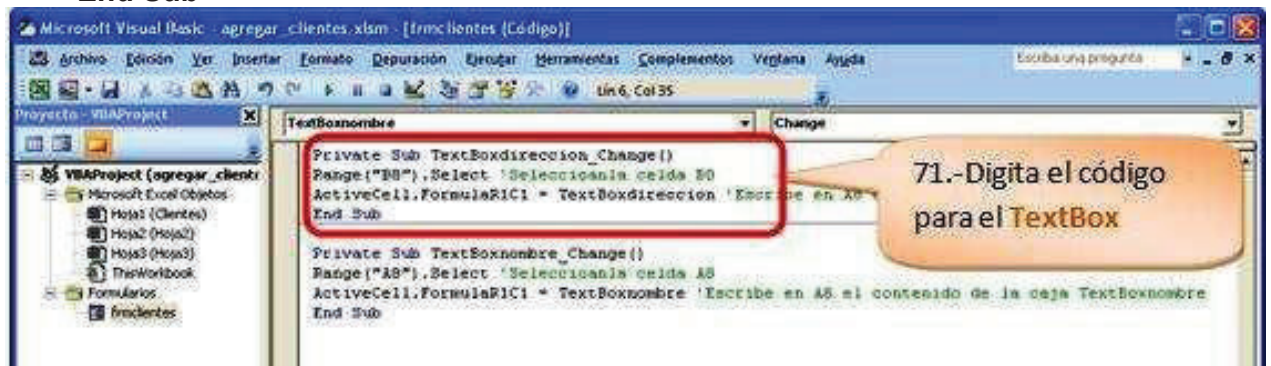 End Sub
Microsoft Visual Basic - agregar_clientes.xlsm - [frmclientes (Código)]
Archivo Edición Ver Insertar Formato Depuración Ejecutar Herramientas Complementos Ventana Ayuda Escriba una pregunta
Lín 6, Col 35
Proyecto - VBAProject
TextBoxnombre Change
VBAProject (agregar_client
Microsoft Excel Objetos
Hoja1 (Clientes)
Hoja2 (Hoja2)
Hoja3 (Hoja3)
ThisWorkbook
Formularios
frmclientes
Private Sub TextBoxdireccion_Change()
Range("B8").Select 'Seleccionala celda B8
ActiveCell.FormulaR1C1 = TextBoxdireccion 'Escribe en A8
End Sub
Private Sub TextBoxnombre_Change()
Range("A8").Select 'Seleccionala celda A8
ActiveCell.FormulaR1C1 = TextBoxnombre 'Escribe en A8 el contenido de la caja TextBoxnombre
End Sub
71.-Digita el código
para el TextBox